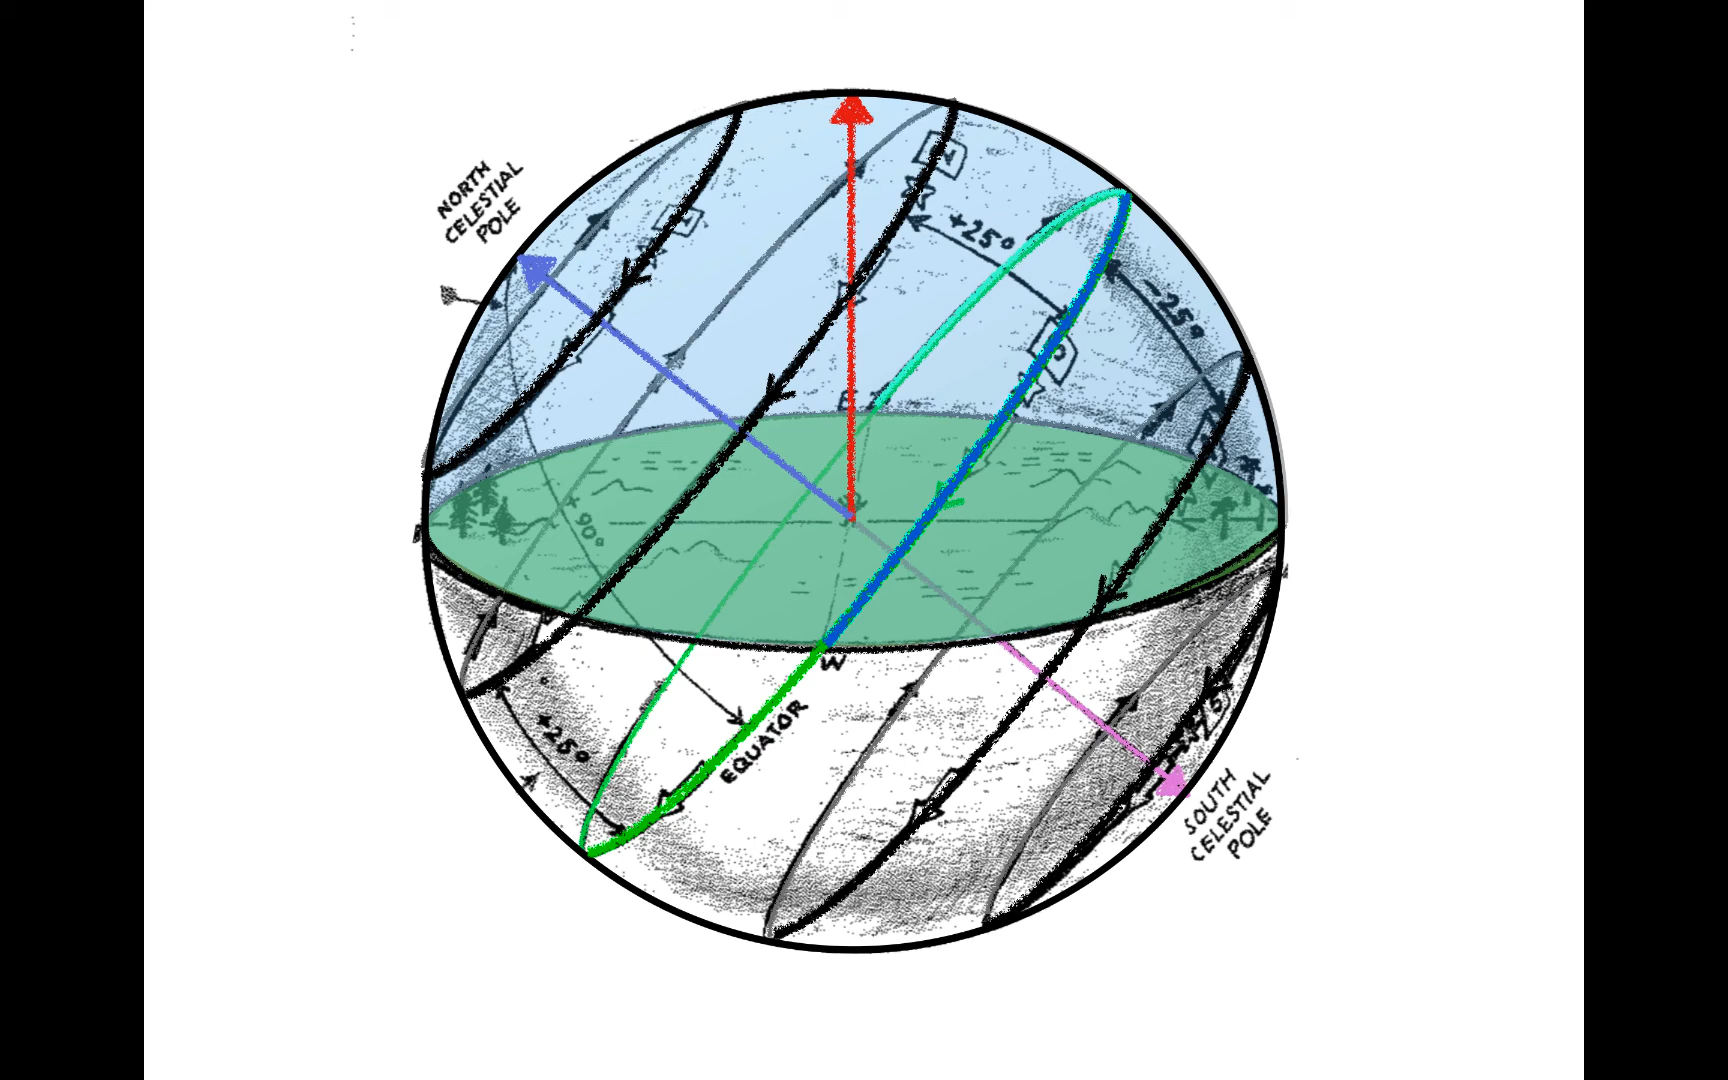 NORTH
CELESTIAL
POLE
+25°
-25°
+90°
W
EQUATOR
+25°
SOUTH
CELESTIAL
POLE